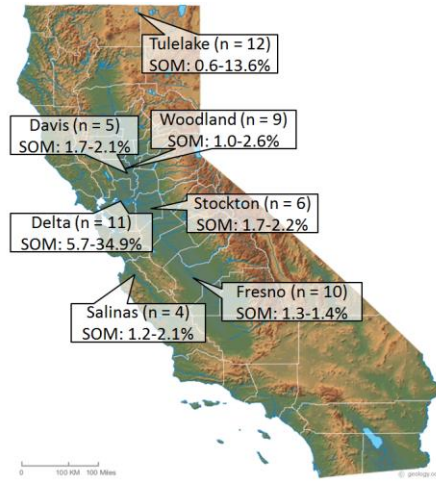 Tulelake (n = 12)
SOM: 0.6-13.6%
Davis (n = 5)
SOM: 1.7-2.1%
Woodland (n = 9)
SOM: 1.0-2.6%
Delta (n = 11)
SOM: 5.7-34.9%
Stockton (n = 6)
SOM: 1.7-2.2%
Salinas (n = 4)
SOM: 1.2-2.1%
Fresno (n = 10)
SOM: 1.3-1.4%
0 100 KM 100 Miles